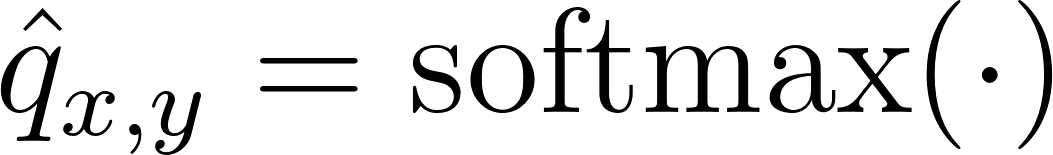 q̂ₓ,ᵧ = softmax(·)